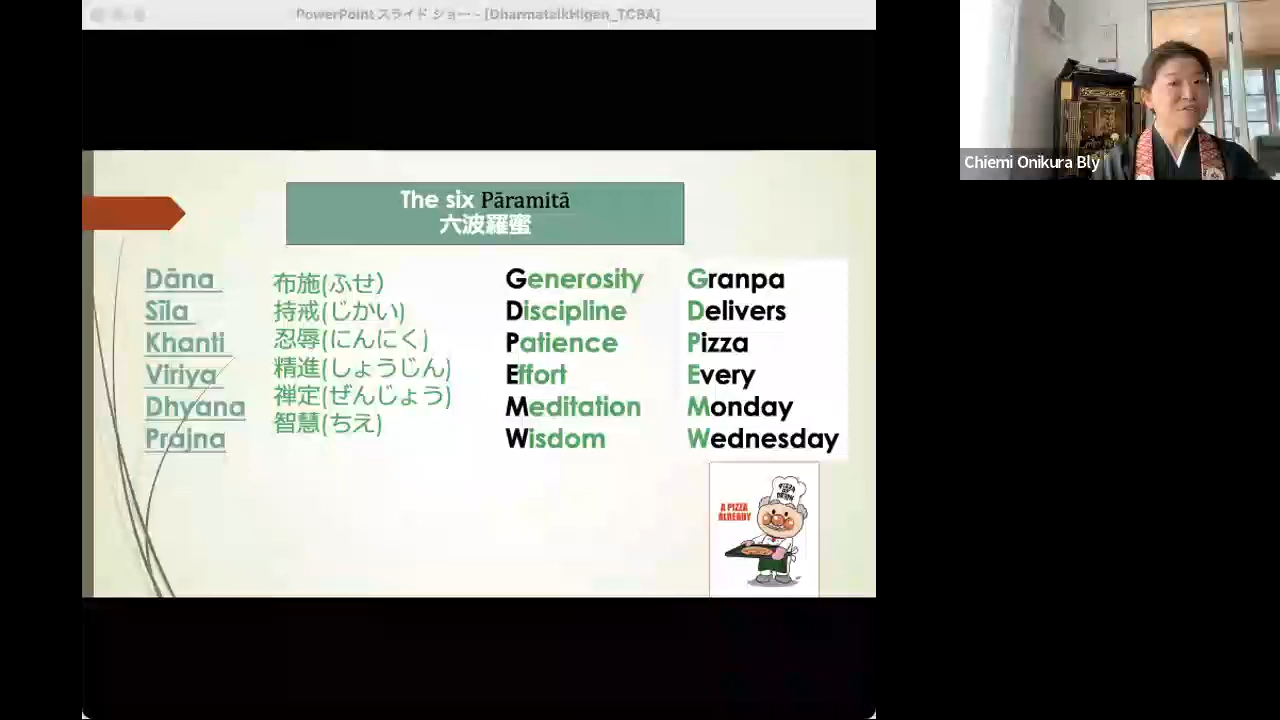 PowerPoint スライド ショー - [DharmatalkHigen_TCBA]
Chiemi Onikura Bly
The six Pāramitā
六波羅蜜
Dāna
Sīla
Khanti
Viriya
Dhyana
Prajna
布施(ふせ)
持戒(じかい)
忍辱(にんにく)
精進(しょうじん)
禅定(ぜんじょう)
智慧(ちえ)
Generosity
Discipline
Patience
Effort
Meditation
Wisdom
Granpa
Delivers
Pizza
Every
Monday
Wednesday
A PIZZA
ALREADY